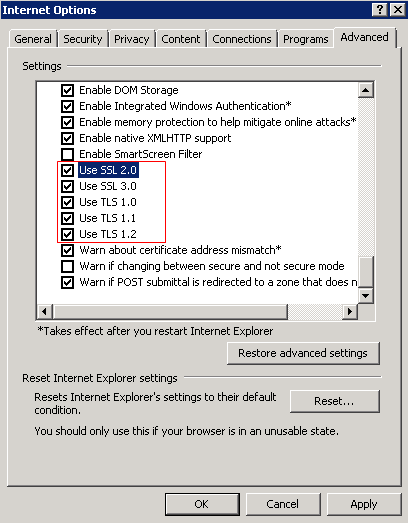 Internet Options
General Security Privacy Content Connections Programs Advanced
Settings
Enable DOM Storage
Enable Integrated Windows Authentication*
Enable memory protection to help mitigate online attacks*
Enable native XMLHTTP support
Enable SmartScreen Filter
Use SSL 2.0
Use SSL 3.0
Use TLS 1.0
Use TLS 1.1
Use TLS 1.2
Warn about certificate address mismatch*
Warn if changing between secure and not secure mode
Warn if POST submittal is redirected to a zone that does n
*Takes effect after you restart Internet Explorer
Restore advanced settings
Reset Internet Explorer settings
Resets Internet Explorer's settings to their default
condition.
Reset...
You should only use this if your browser is in an unusable state.
OK Cancel Apply